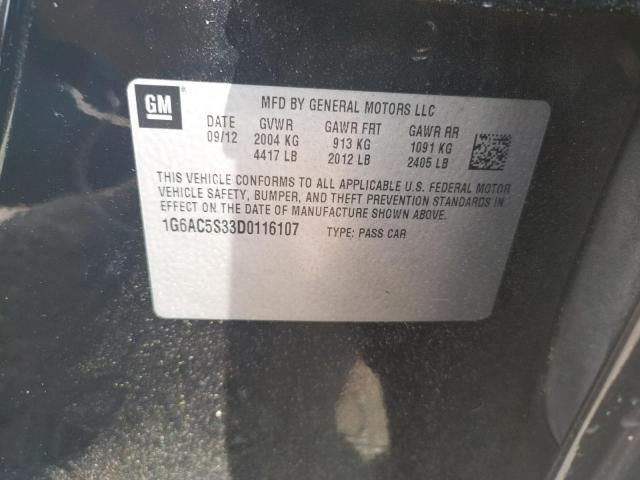 GM
MFD BY GENERAL MOTORS LLC
DATE GVWR GAWR FRT GAWR RR
09/12 2004 KG 913 KG 1091 KG
4417 LB 2012 LB 2405 LB
THIS VEHICLE CONFORMS TO ALL APPLICABLE U.S. FEDERAL MOTOR
VEHICLE SAFETY, BUMPER, AND THEFT PREVENTION STANDARDS IN
EFFECT ON THE DATE OF MANUFACTURE SHOWN ABOVE.
1G6AC5S33D0116107 TYPE: PASS CAR